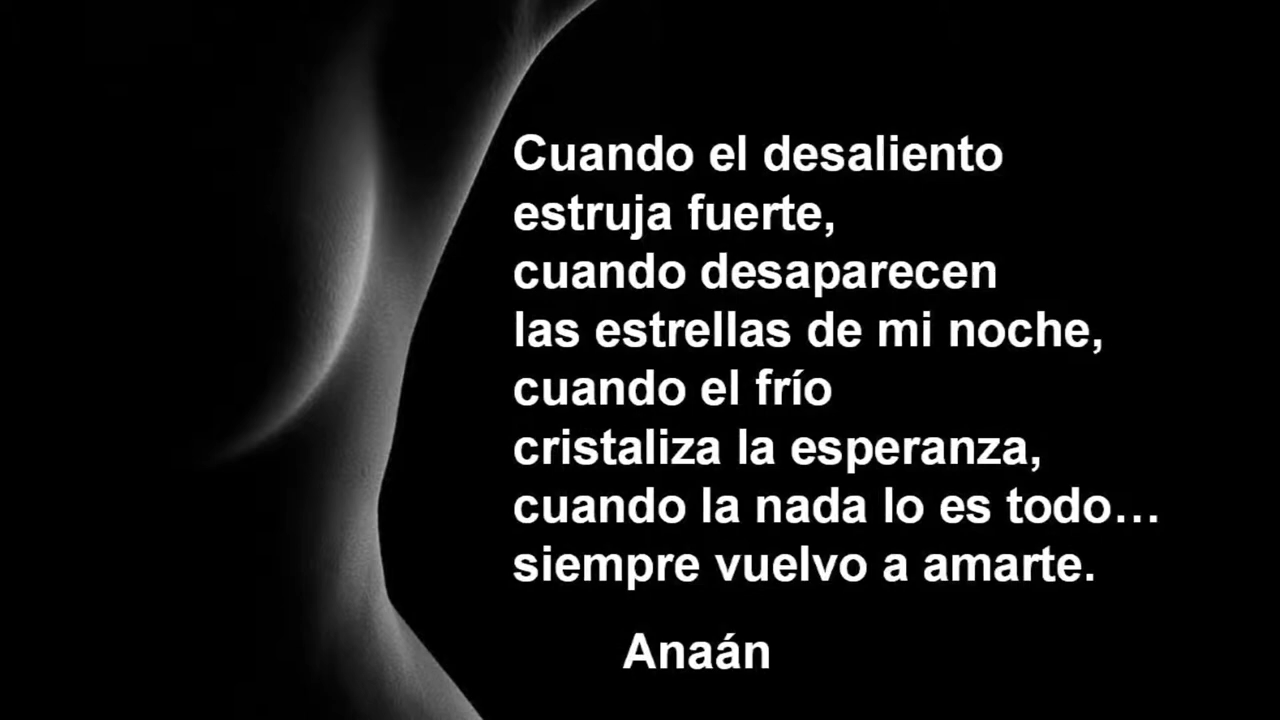 Cuando el desaliento
estruja fuerte,
cuando desaparecen
las estrellas de mi noche,
cuando el frío
cristaliza la esperanza,
cuando la nada lo es todo…
siempre vuelvo a amarte.
Anaán